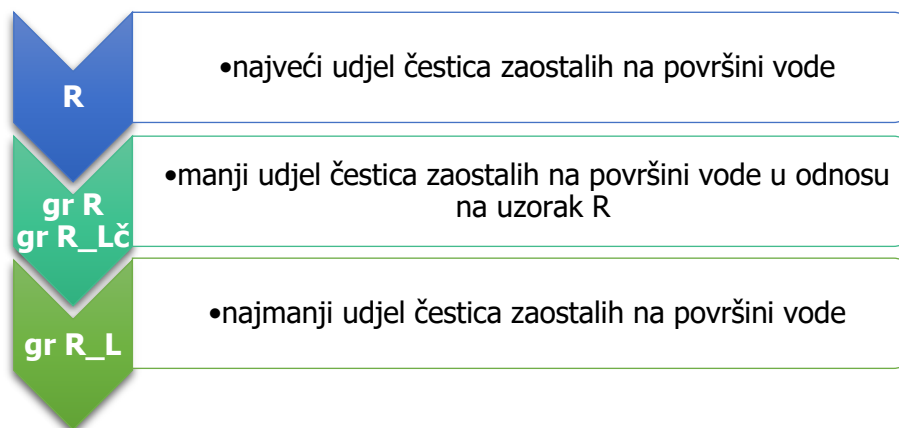 R
•najveći udjel čestica zaostalih na površini vode
gr R
gr R_Lč
•manji udjel čestica zaostalih na površini vode u odnosu
na uzorak R
gr R_L
•najmanji udjel čestica zaostalih na površini vode